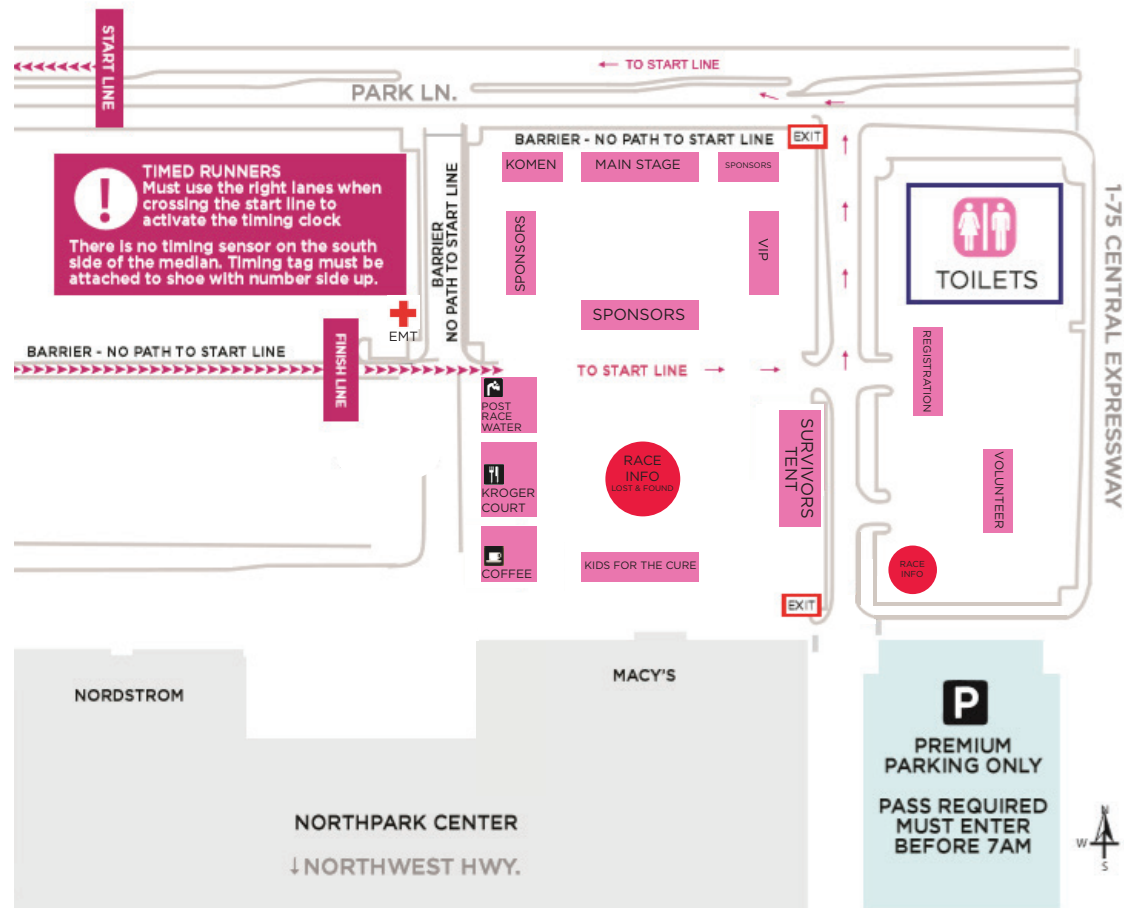 START LINE
← TO START LINE
PARK LN.
BARRIER - NO PATH TO START LINE
EXIT
KOMEN
MAIN STAGE
SPONSORS
!
TIMED RUNNERS
Must use the right lanes when
crossing the start line to
activate the timing clock
There is no timing sensor on the south
side of the median. Timing tag must be
attached to shoe with number side up.
BARRIER
NO PATH TO START LINE
SPONSORS
VIP
TOILETS
1-75 CENTRAL EXPRESSWAY
SPONSORS
EMT
BARRIER - NO PATH TO START LINE
FINISH LINE
TO START LINE →
REGISTRATION
POST
RACE
WATER
SURVIVORS
TENT
RACE
INFO
LOST & FOUND
KROGER
COURT
VOLUNTEER
COFFEE
KIDS FOR THE CURE
RACE
INFO
EXIT
NORDSTROM
MACY'S
P
PREMIUM
PARKING ONLY
PASS REQUIRED
MUST ENTER
BEFORE 7AM
NORTHPARK CENTER
↓NORTHWEST HWY.
N
W
S